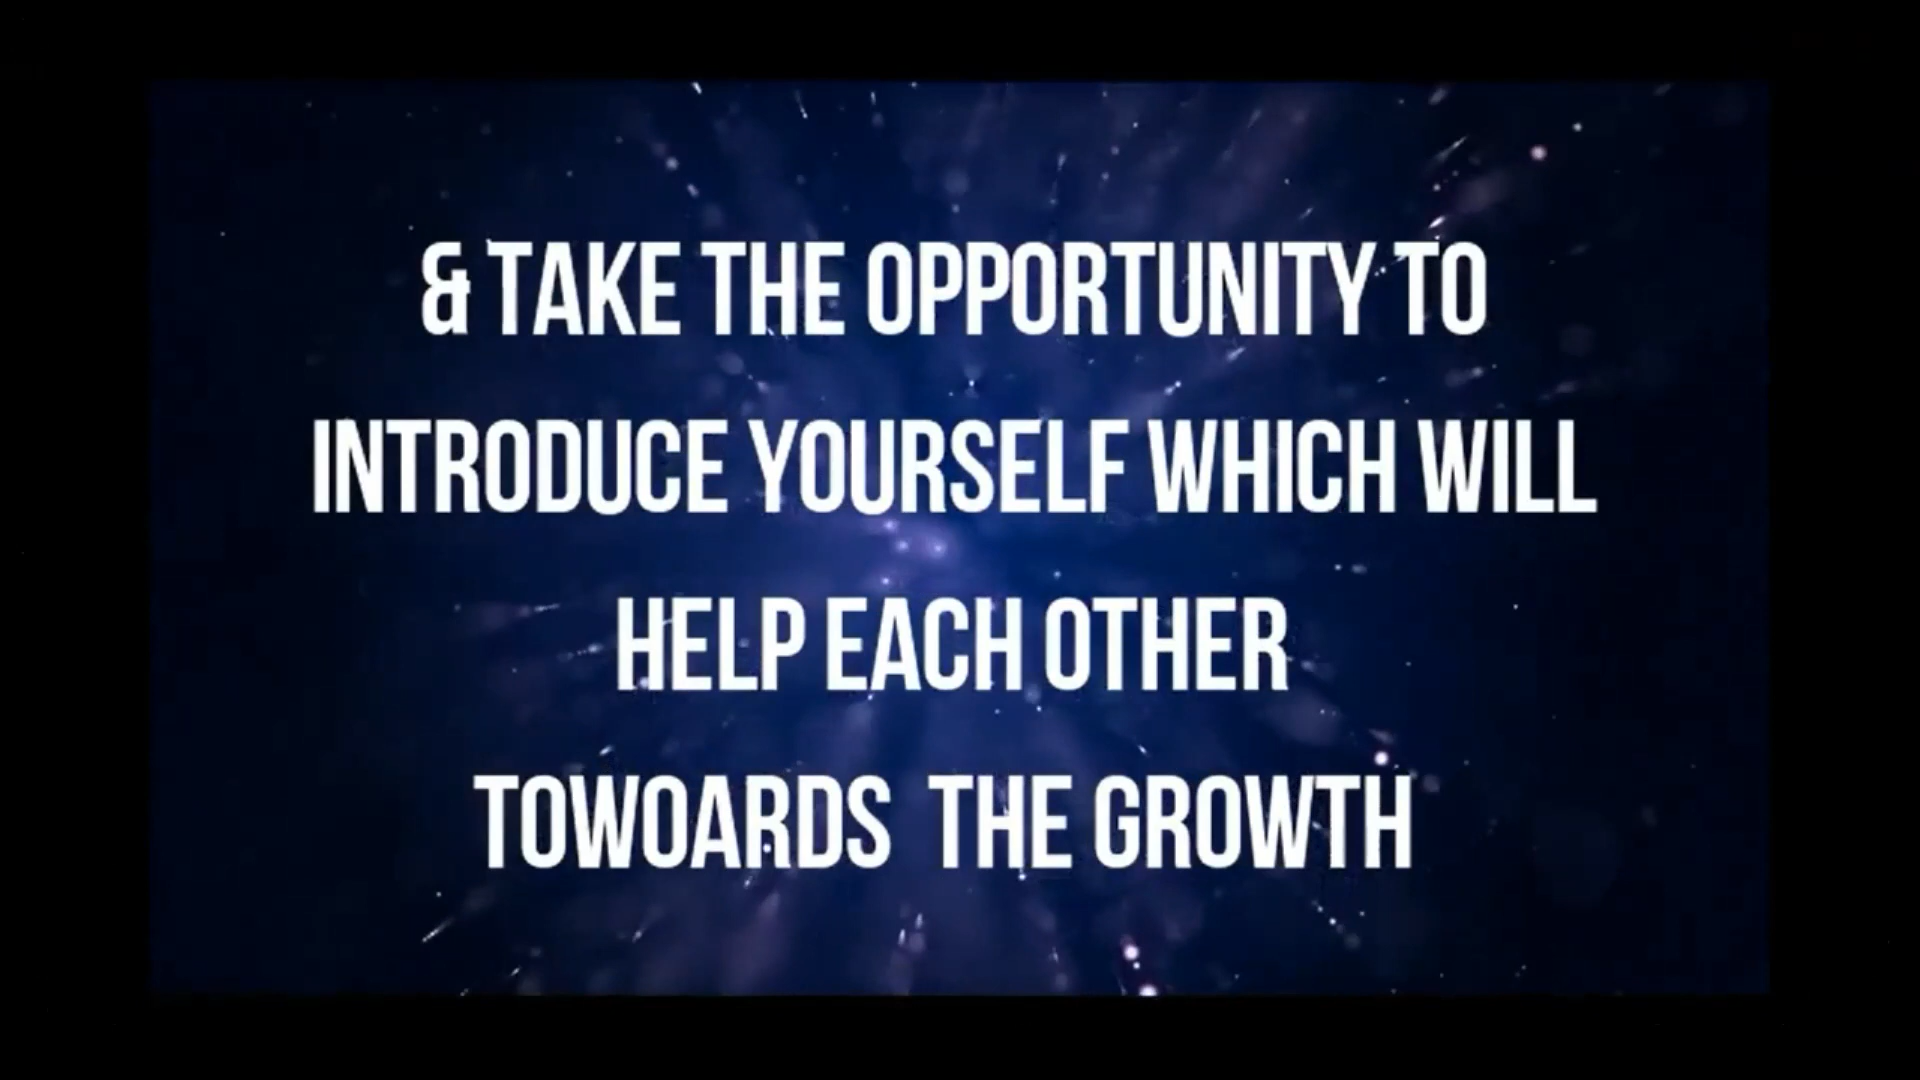 & TAKE THE OPPORTUNITY TO
INTRODUCE YOURSELF WHICH WILL
HELP EACH OTHER
TOWOARDS THE GROWTH